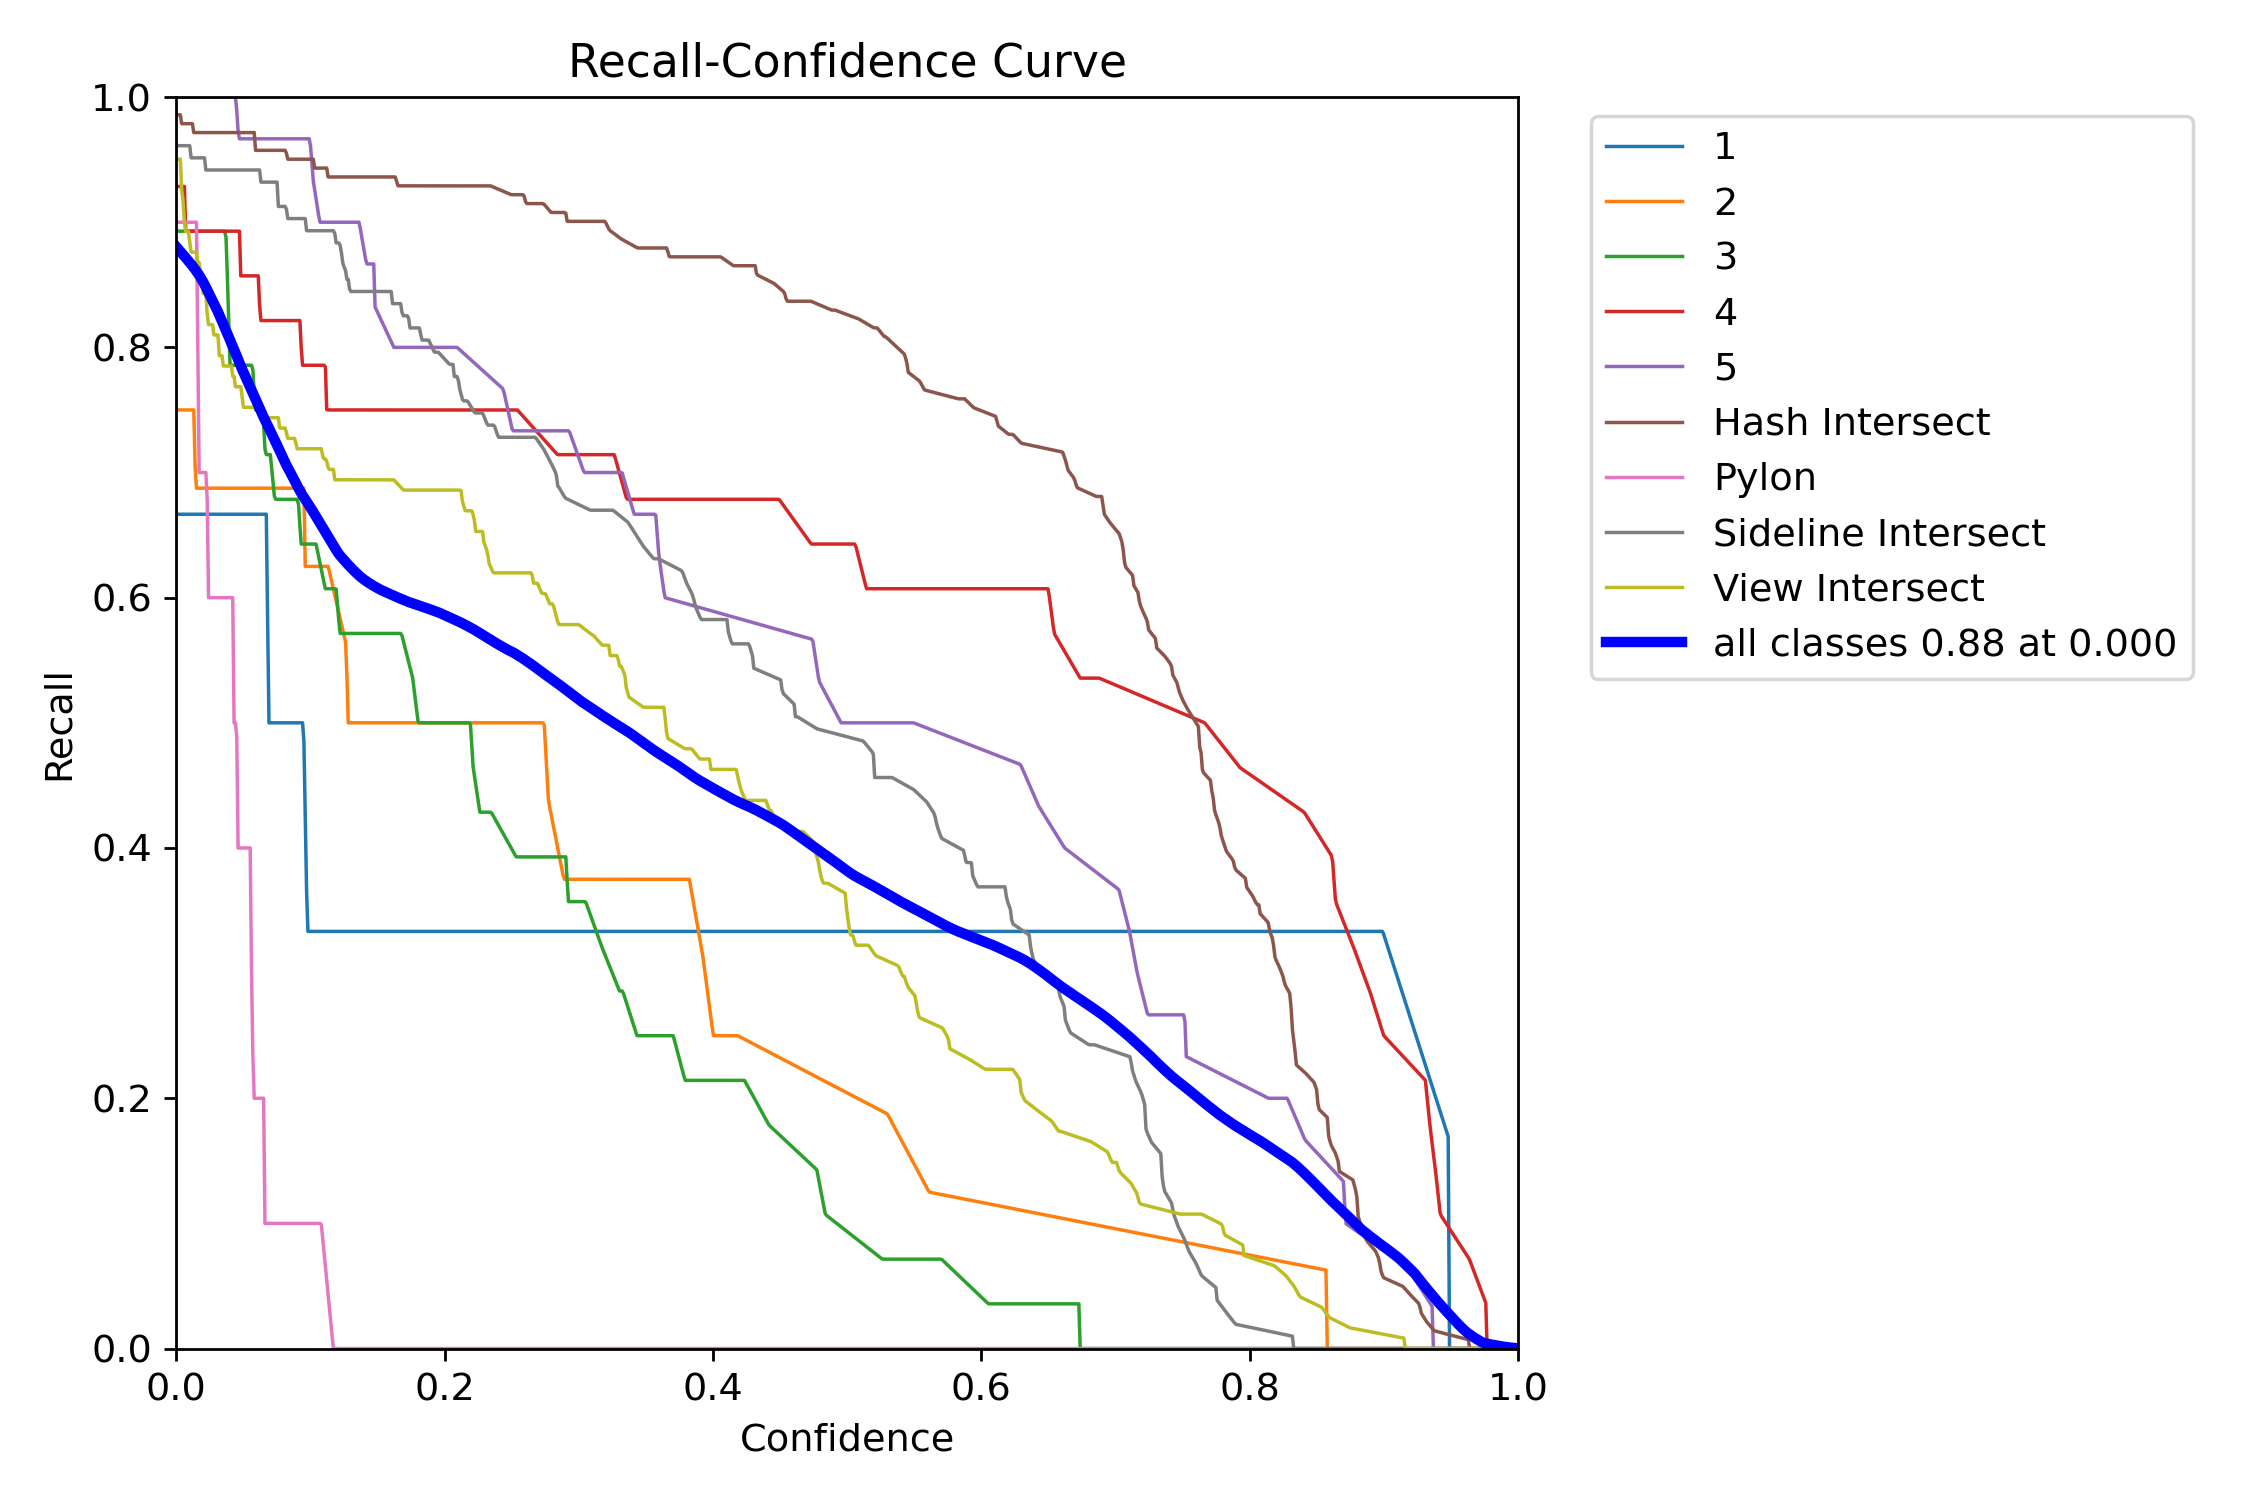 Recall-Confidence Curve
1.0
0.8
0.6
0.4
0.2
0.0
Recall
0.0 0.2 0.4 0.6 0.8 1.0
Confidence
1
2
3
4
5
Hash Intersect
Pylon
Sideline Intersect
View Intersect
all classes 0.88 at 0.000